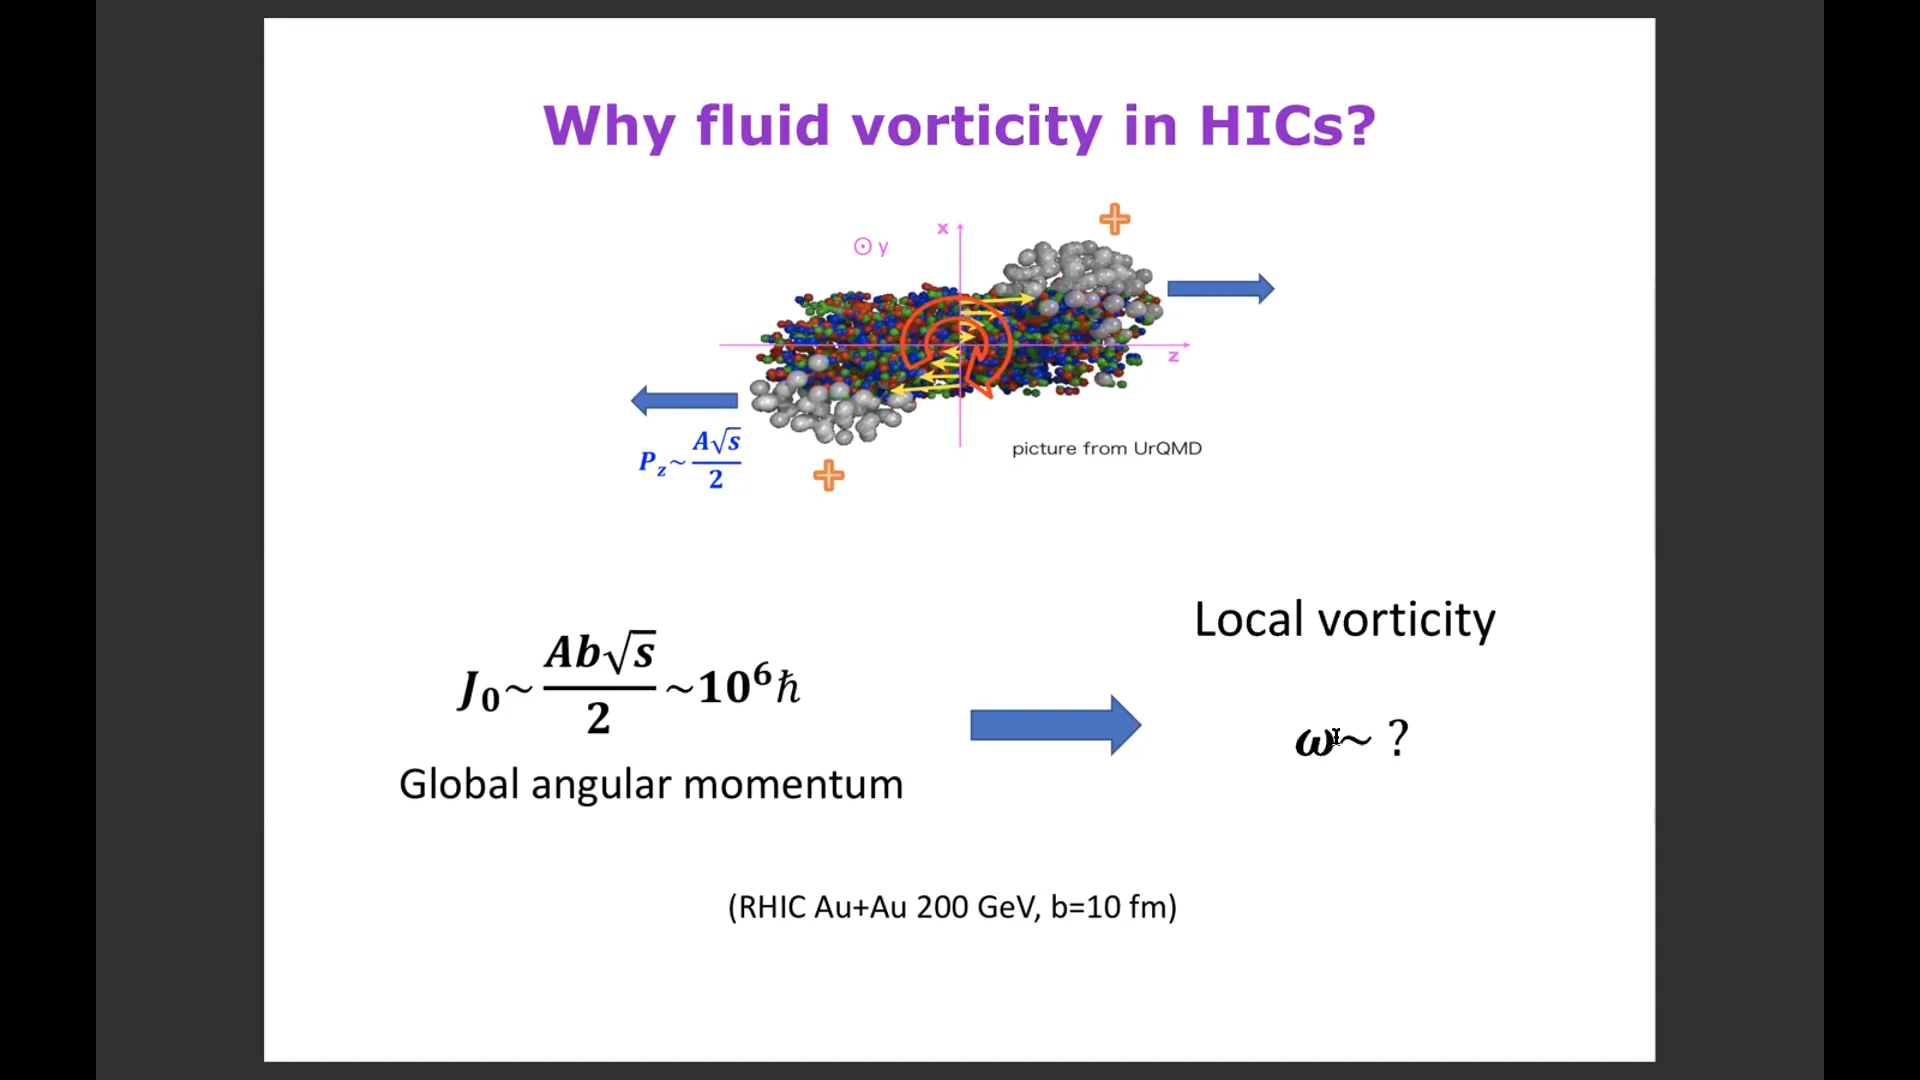 Why fluid vorticity in HICs?
x
⊙ y
z
P_z~ A√s / 2
picture from UrQMD
Local vorticity
J_0~ Ab√s / 2 ~10^6ℏ
ω~ ?
Global angular momentum
(RHIC Au+Au 200 GeV, b=10 fm)